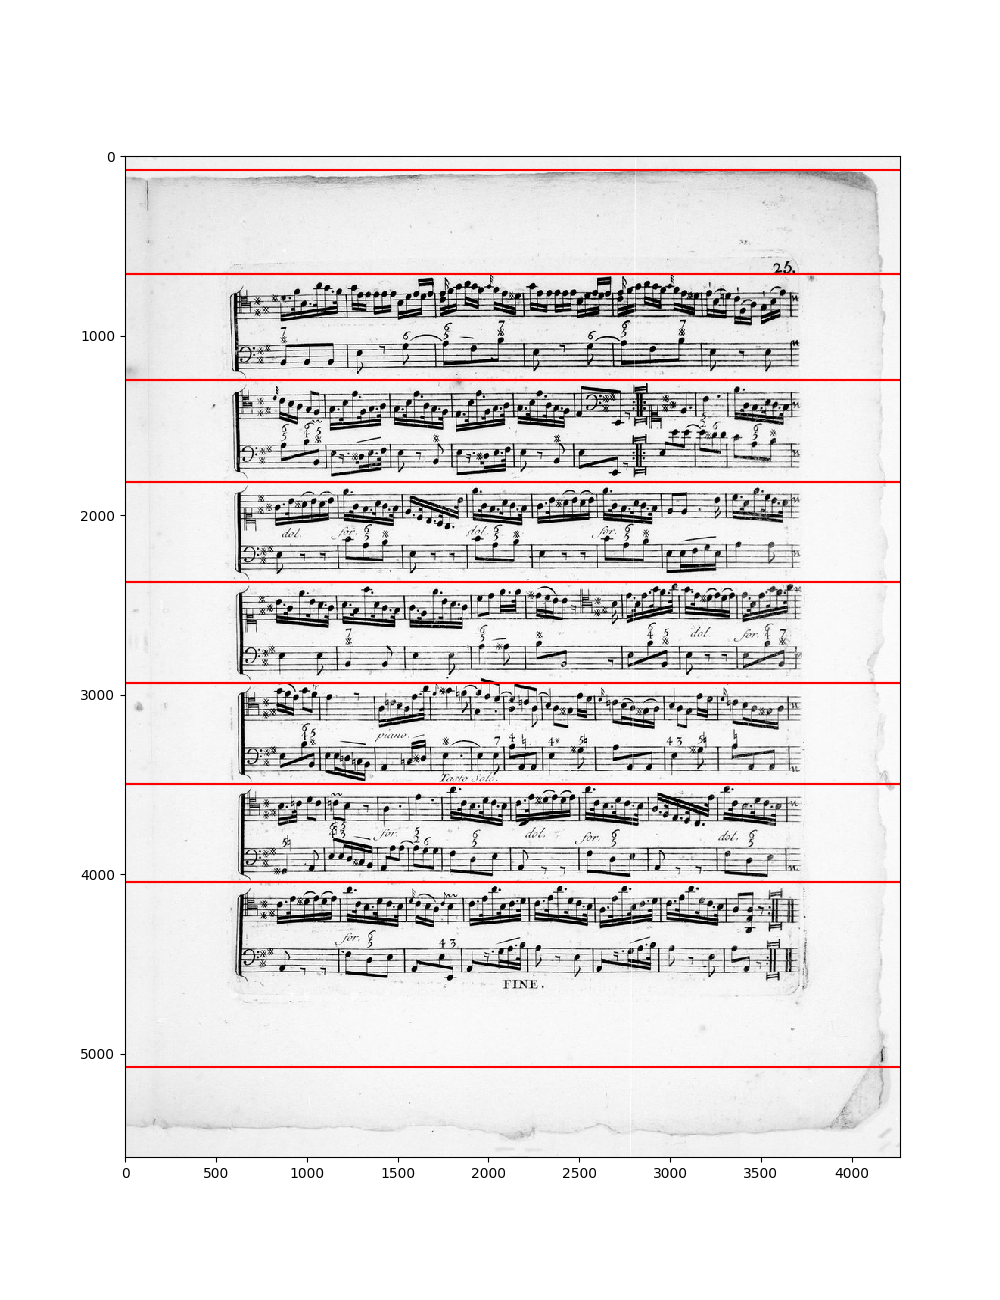 25.
dol. for. dol. for.
dol. for.
piano.
Tasto Solo.
for. dol. for. dol.
for.
FINE.
0
1000
2000
3000
4000
5000
0 500 1000 1500 2000 2500 3000 3500 4000